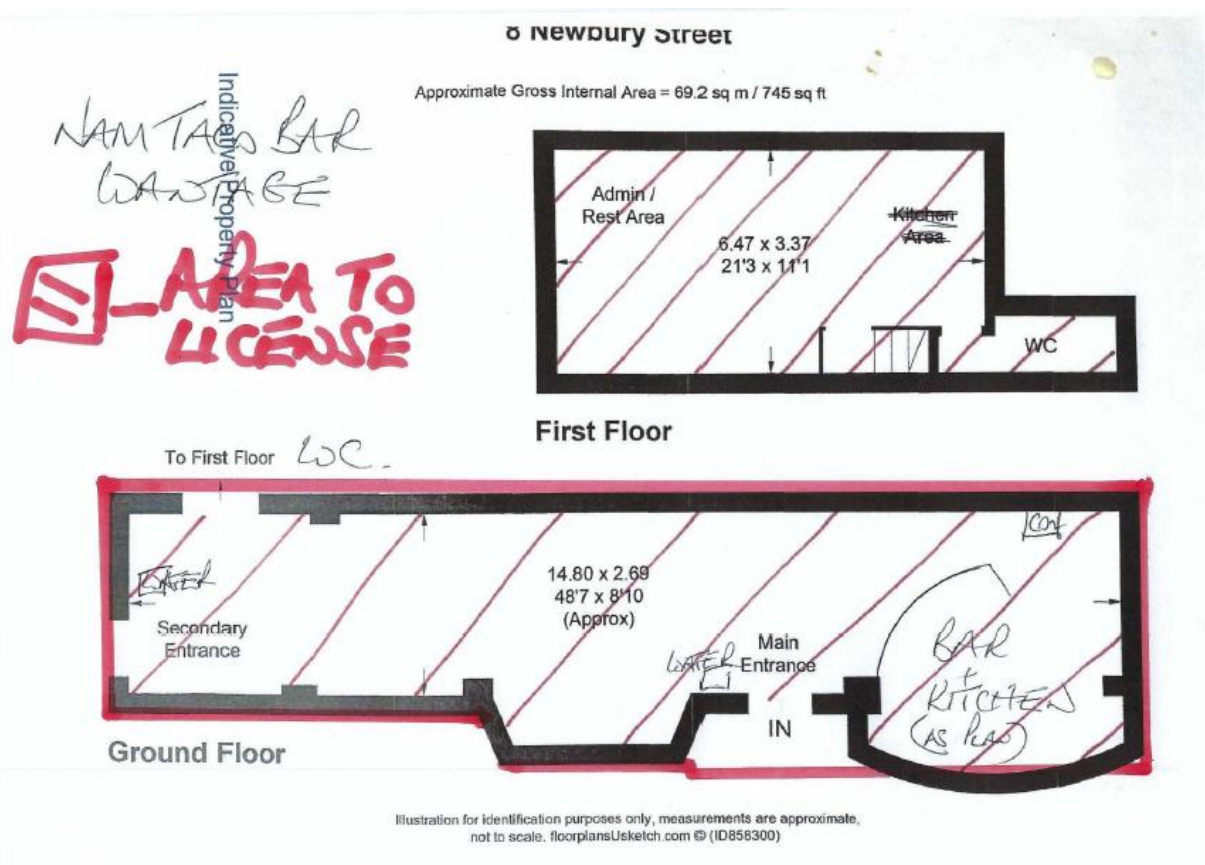 8 Newbury Street
Approximate Gross Internal Area = 69.2 sq m / 745 sq ft
Indicative Property Plan
NAM TACO BAR
WANTAGE
AREA TO
LICENSE
Admin /
Rest Area
Kitchen
Area
6.47 x 3.37
21'3 x 11'1
WC
First Floor
To First Floor WC.
WATER
14.80 x 2.69
48'7 x 8'10
(Approx)
Secondary
Entrance
WATER
Main
Entrance
IN
BAR
+
KITCHEN
(AS PLAN)
Ground Floor
Illustration for identification purposes only, measurements are approximate,
not to scale. floorplansUsketch.com © (ID858300)